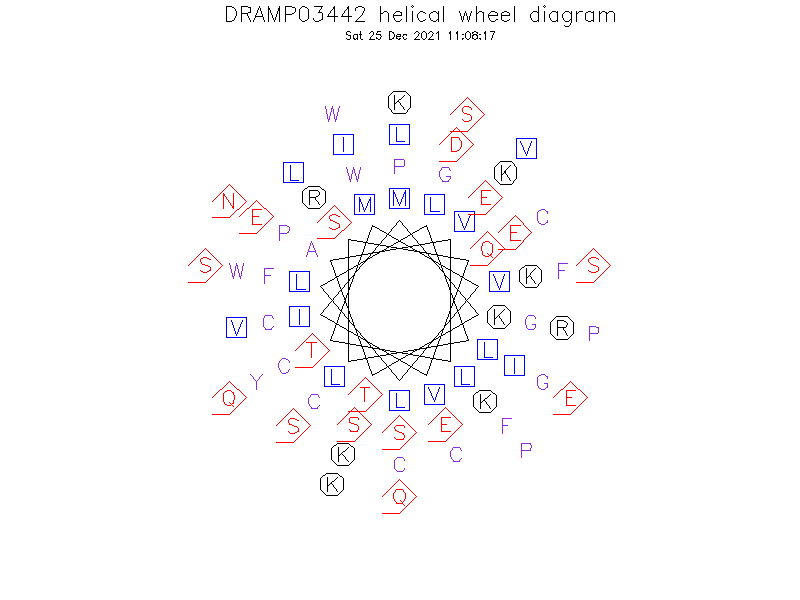 DRAMP03442 helical wheel diagram
Sat 25 Dec 2021 11:08:17
K
W S
L
I D V
L W P G K
N R M M L E
E S V C
P E
A Q
S W F L V K F S
V C I K G R P
T L
C I
Y L L G
Q C T L V K E
S S S E F
K C C P
K Q